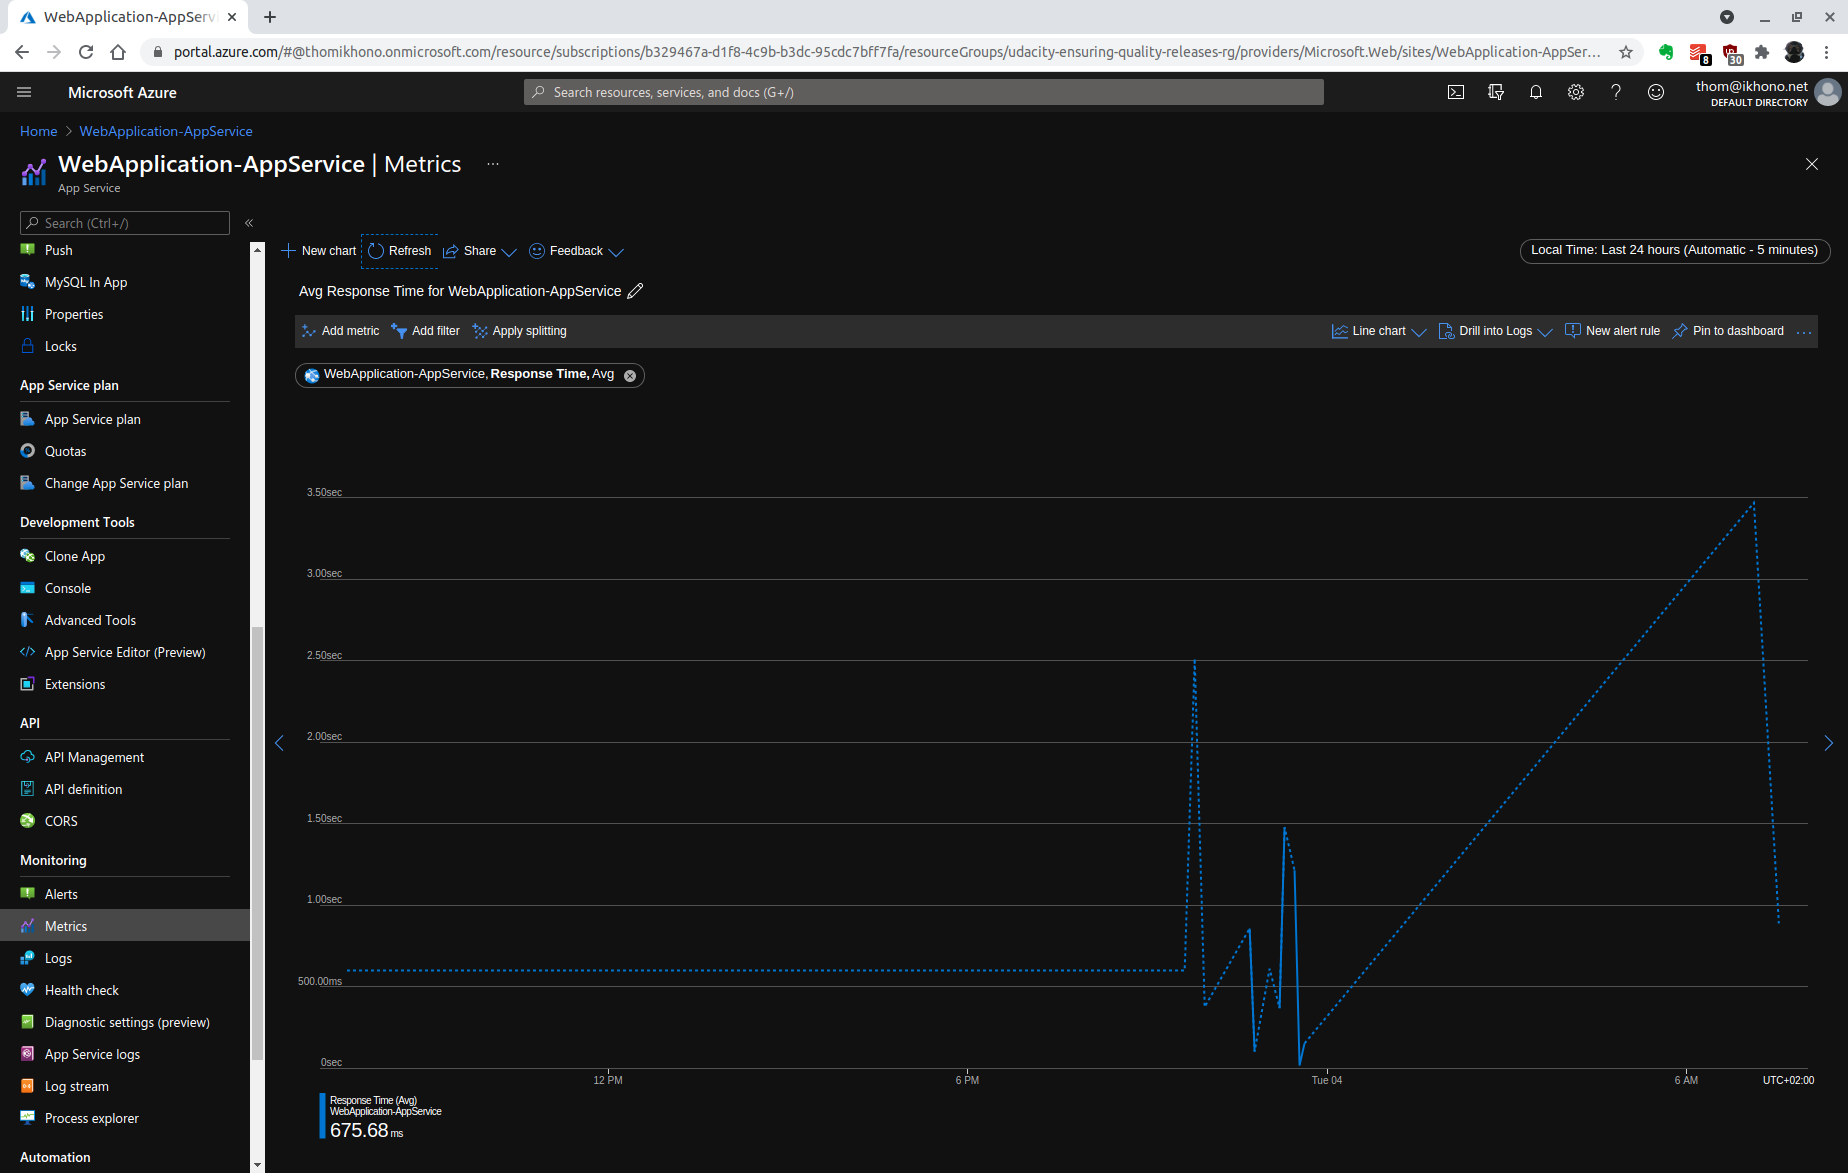 WebApplication-AppServ
portal.azure.com/#@thomikhono.onmicrosoft.com/resource/subscriptions/b329467a-d1f8-4c9b-b3dc-95cdc7bff7fa/resourceGroups/udacity-ensuring-quality-releases-rg/providers/Microsoft.Web/sites/WebApplication-AppSer...
8
30
Microsoft Azure
Search resources, services, and docs (G+/)
thom@ikhono.net
DEFAULT DIRECTORY
Home > WebApplication-AppService
WebApplication-AppService | Metrics ...
App Service
Search (Ctrl+/)
Push
MySQL In App
Properties
Locks
App Service plan
App Service plan
Quotas
Change App Service plan
Development Tools
Clone App
Console
Advanced Tools
App Service Editor (Preview)
Extensions
API
API Management
API definition
CORS
Monitoring
Alerts
Metrics
Logs
Health check
Diagnostic settings (preview)
App Service logs
Log stream
Process explorer
Automation
New chart Refresh Share Feedback
Local Time: Last 24 hours (Automatic - 5 minutes)
Avg Response Time for WebApplication-AppService
Add metric Add filter Apply splitting Line chart Drill into Logs New alert rule Pin to dashboard ...
WebApplication-AppService, Response Time, Avg
3.50sec
3.00sec
2.50sec
2.00sec
1.50sec
1.00sec
500.00ms
0sec
12 PM 6 PM Tue 04 6 AM UTC+02:00
Response Time (Avg)
WebApplication-AppService
675.68 ms